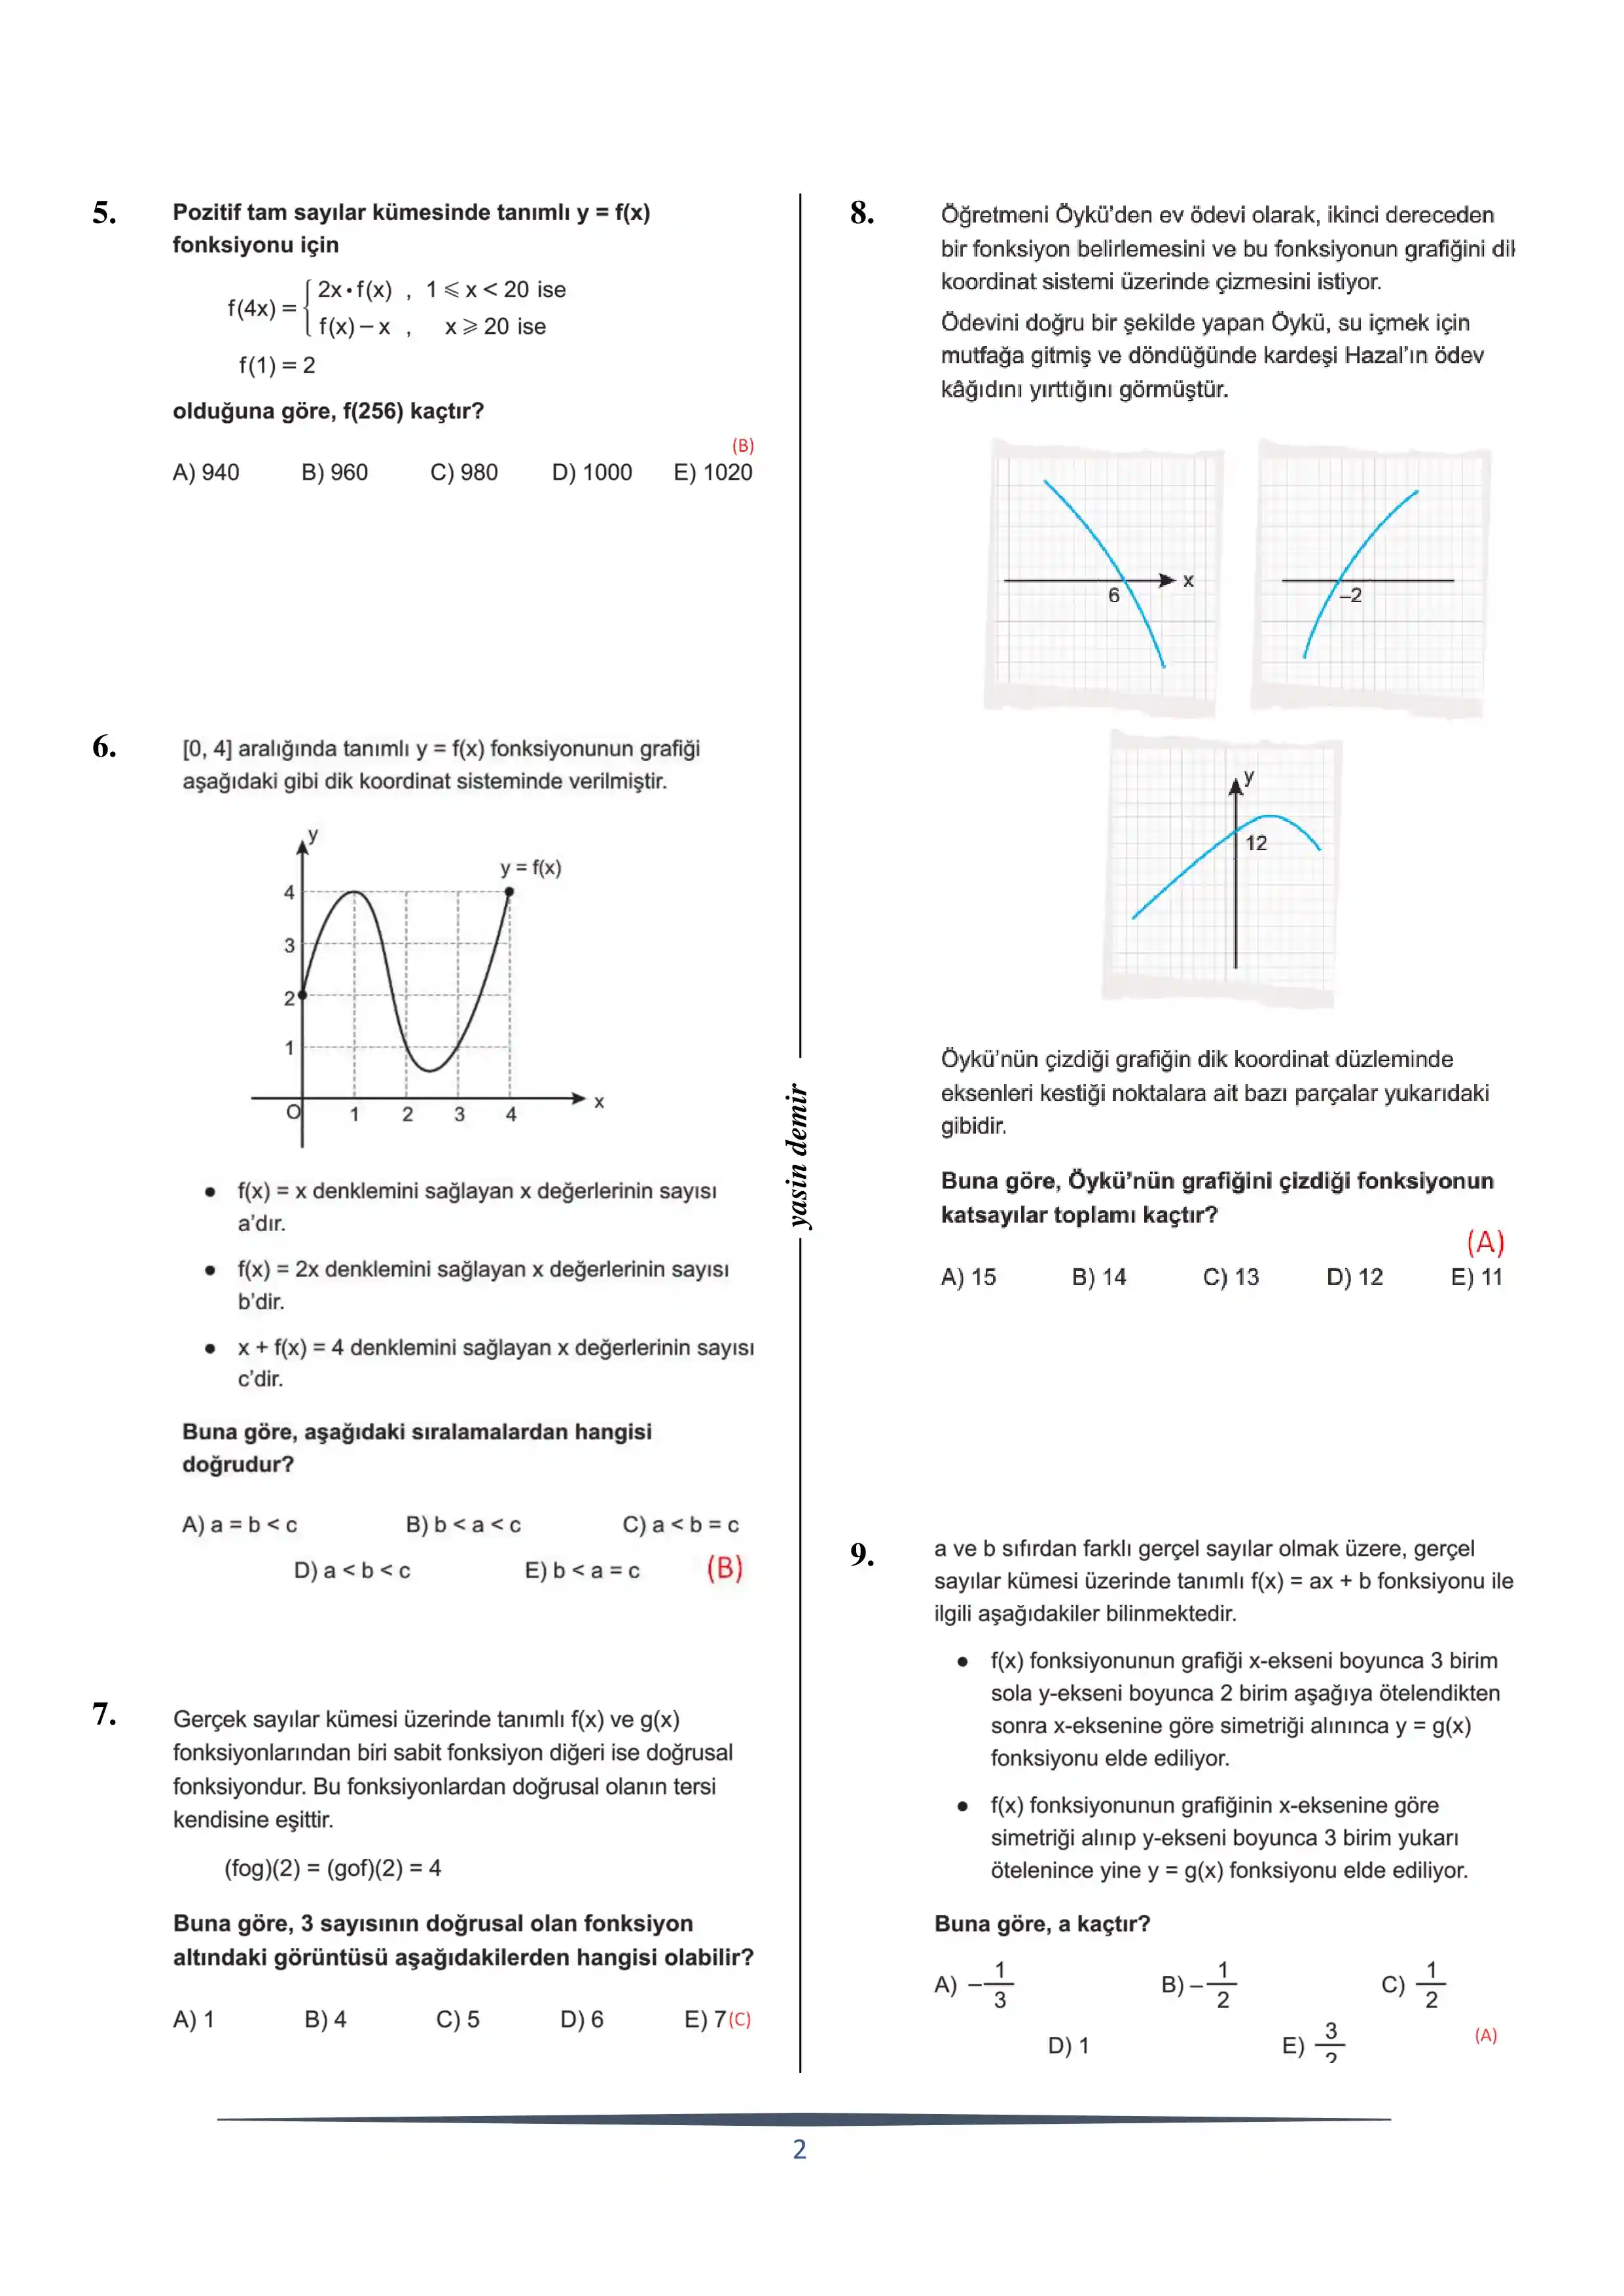 5.
Pozitif tam sayılar kümesinde tanımlı y = f(x)
fonksiyonu için
f(4x) = { 2x • f(x) , 1 ⩽ x < 20 ise
f(x) – x , x ⩾ 20 ise
f(1) = 2
olduğuna göre, f(256) kaçtır?
(B)
A) 940 B) 960 C) 980 D) 1000 E) 1020
6.
[0, 4] aralığında tanımlı y = f(x) fonksiyonunun grafiği
aşağıdaki gibi dik koordinat sisteminde verilmiştir.
y
y = f(x)
4
3
2
1
O 1 2 3 4 x
• f(x) = x denklemini sağlayan x değerlerinin sayısı
a'dır.
• f(x) = 2x denklemini sağlayan x değerlerinin sayısı
b'dir.
• x + f(x) = 4 denklemini sağlayan x değerlerinin sayısı
c'dir.
Buna göre, aşağıdaki sıralamalardan hangisi
doğrudur?
A) a = b < c B) b < a < c C) a < b = c
D) a < b < c E) b < a = c (B)
7.
Gerçek sayılar kümesi üzerinde tanımlı f(x) ve g(x)
fonksiyonlarından biri sabit fonksiyon diğeri ise doğrusal
fonksiyondur. Bu fonksiyonlardan doğrusal olanın tersi
kendisine eşittir.
(fog)(2) = (gof)(2) = 4
Buna göre, 3 sayısının doğrusal olan fonksiyon
altındaki görüntüsü aşağıdakilerden hangisi olabilir?
A) 1 B) 4 C) 5 D) 6 E) 7 (C)
yasin demir
8.
Öğretmeni Öykü'den ev ödevi olarak, ikinci dereceden
bir fonksiyon belirlemesini ve bu fonksiyonun grafiğini dik
koordinat sistemi üzerinde çizmesini istiyor.
Ödevini doğru bir şekilde yapan Öykü, su içmek için
mutfağa gitmiş ve döndüğünde kardeşi Hazal'ın ödev
kâğıdını yırttığını görmüştür.
x
6
–2
y
12
Öykü'nün çizdiği grafiğin dik koordinat düzleminde
eksenleri kestiği noktalara ait bazı parçalar yukarıdaki
gibidir.
Buna göre, Öykü'nün grafiğini çizdiği fonksiyonun
katsayılar toplamı kaçtır?
(A)
A) 15 B) 14 C) 13 D) 12 E) 11
9.
a ve b sıfırdan farklı gerçel sayılar olmak üzere, gerçel
sayılar kümesi üzerinde tanımlı f(x) = ax + b fonksiyonu ile
ilgili aşağıdakiler bilinmektedir.
• f(x) fonksiyonunun grafiği x-ekseni boyunca 3 birim
sola y-ekseni boyunca 2 birim aşağıya ötelendikten
sonra x-eksenine göre simetriği alınınca y = g(x)
fonksiyonu elde ediliyor.
• f(x) fonksiyonunun grafiğinin x-eksenine göre
simetriği alınıp y-ekseni boyunca 3 birim yukarı
ötelenince yine y = g(x) fonksiyonu elde ediliyor.
Buna göre, a kaçtır?
A) –1/3 B) –1/2 C) 1/2
D) 1 E) 3/2 (A)
2